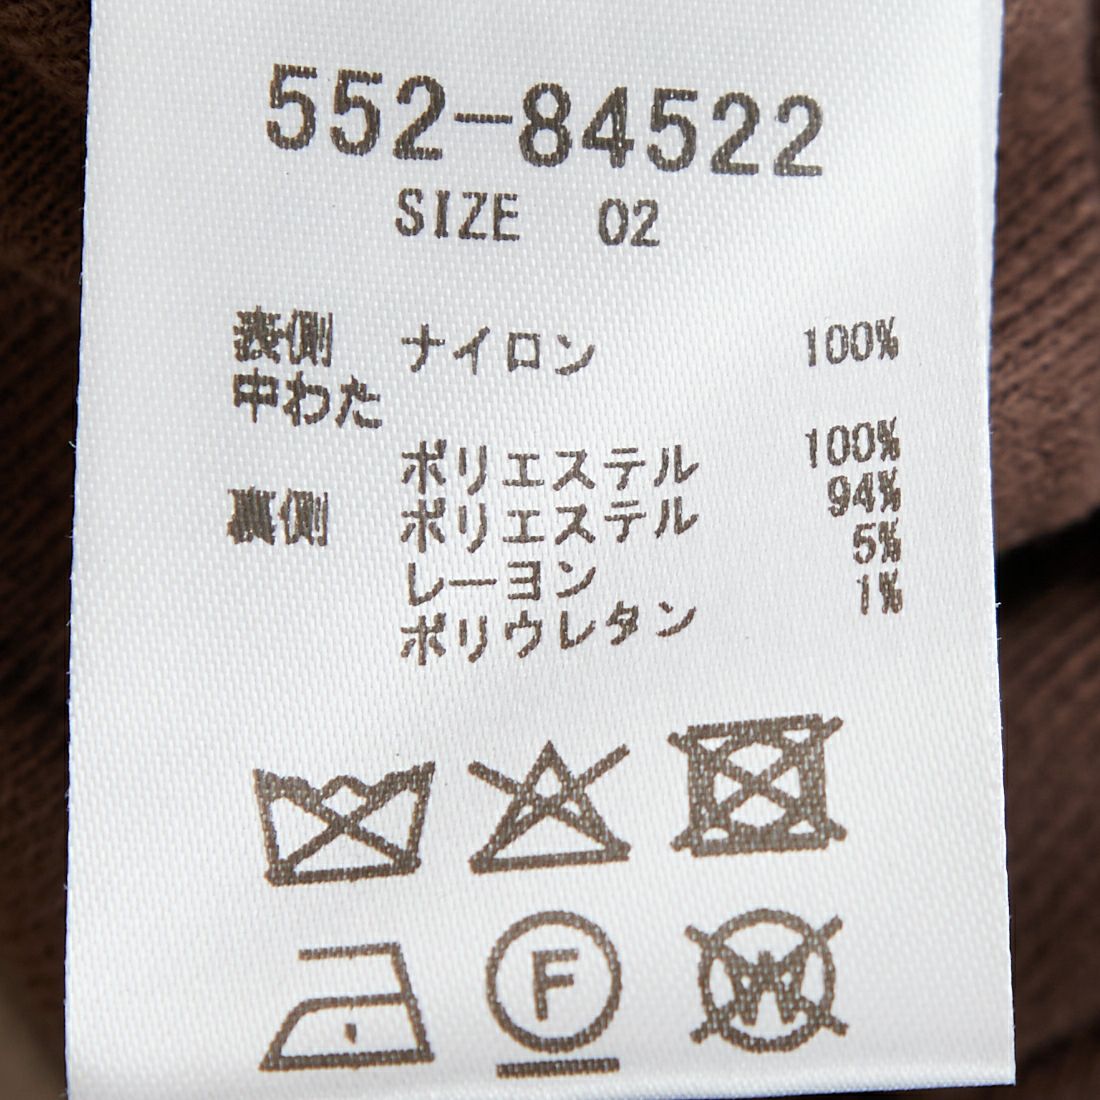 552-84522
SIZE 02
表側 ナイロン 100%
中わた
ポリエステル 100%
裏側 ポリエステル 94%
レーヨン 5%
ポリウレタン 1%
F
W